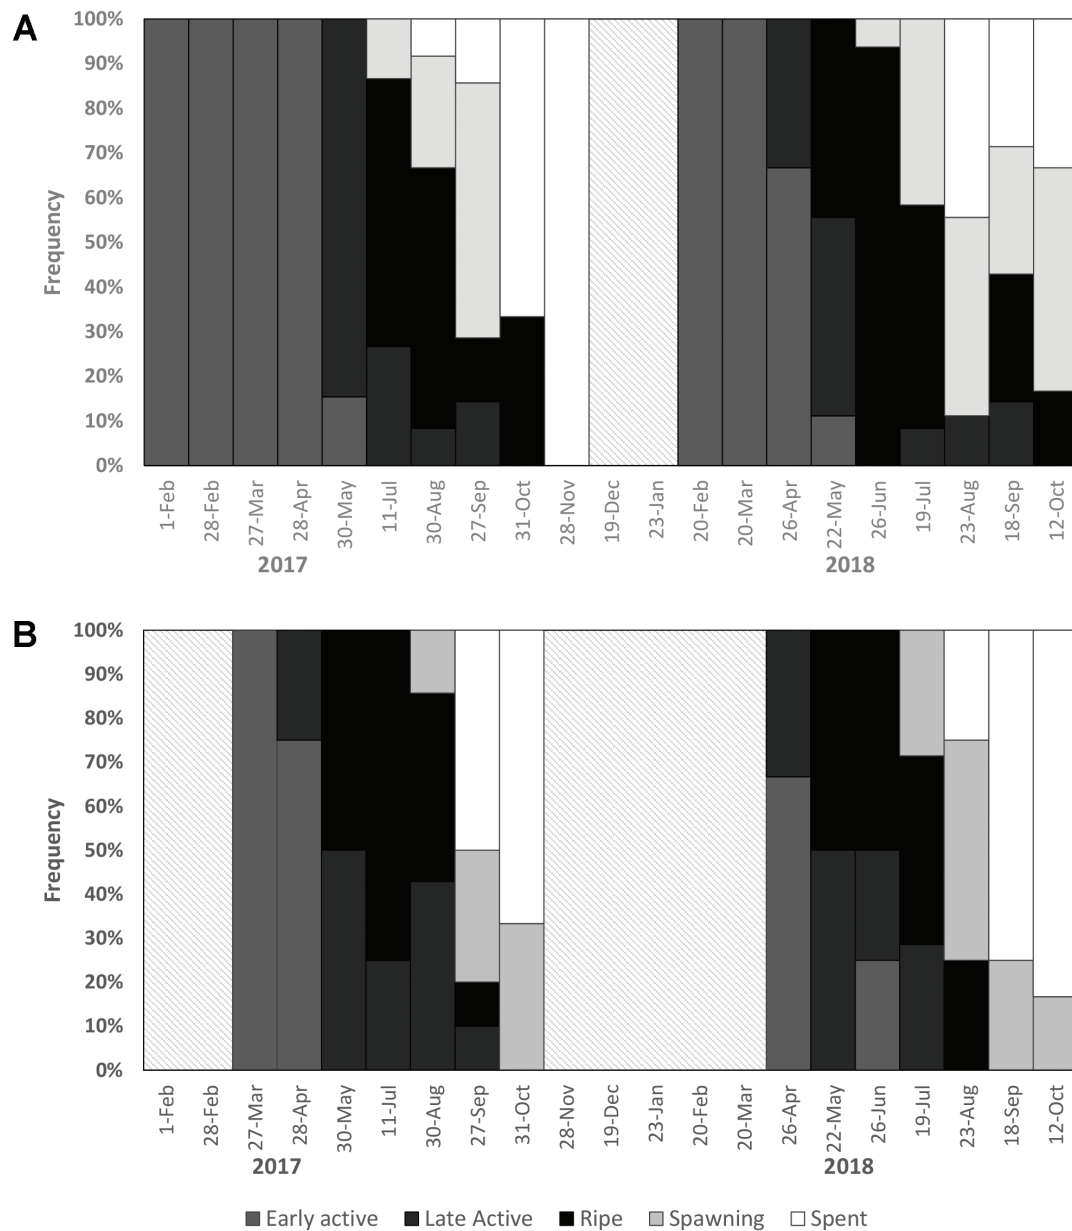 A
100%
90%
80%
70%
60%
50%
40%
30%
20%
10%
0%
Frequency
1-Feb
28-Feb
27-Mar
28-Apr
30-May
11-Jul
30-Aug
27-Sep
31-Oct
28-Nov
19-Dec
23-Jan
20-Feb
20-Mar
26-Apr
22-May
26-Jun
19-Jul
23-Aug
18-Sep
12-Oct
2017 2018
B
100%
90%
80%
70%
60%
50%
40%
30%
20%
10%
0%
Frequency
1-Feb
28-Feb
27-Mar
28-Apr
30-May
11-Jul
30-Aug
27-Sep
31-Oct
28-Nov
19-Dec
23-Jan
20-Feb
20-Mar
26-Apr
22-May
26-Jun
19-Jul
23-Aug
18-Sep
12-Oct
2017 2018
Early active Late Active Ripe Spawning Spent